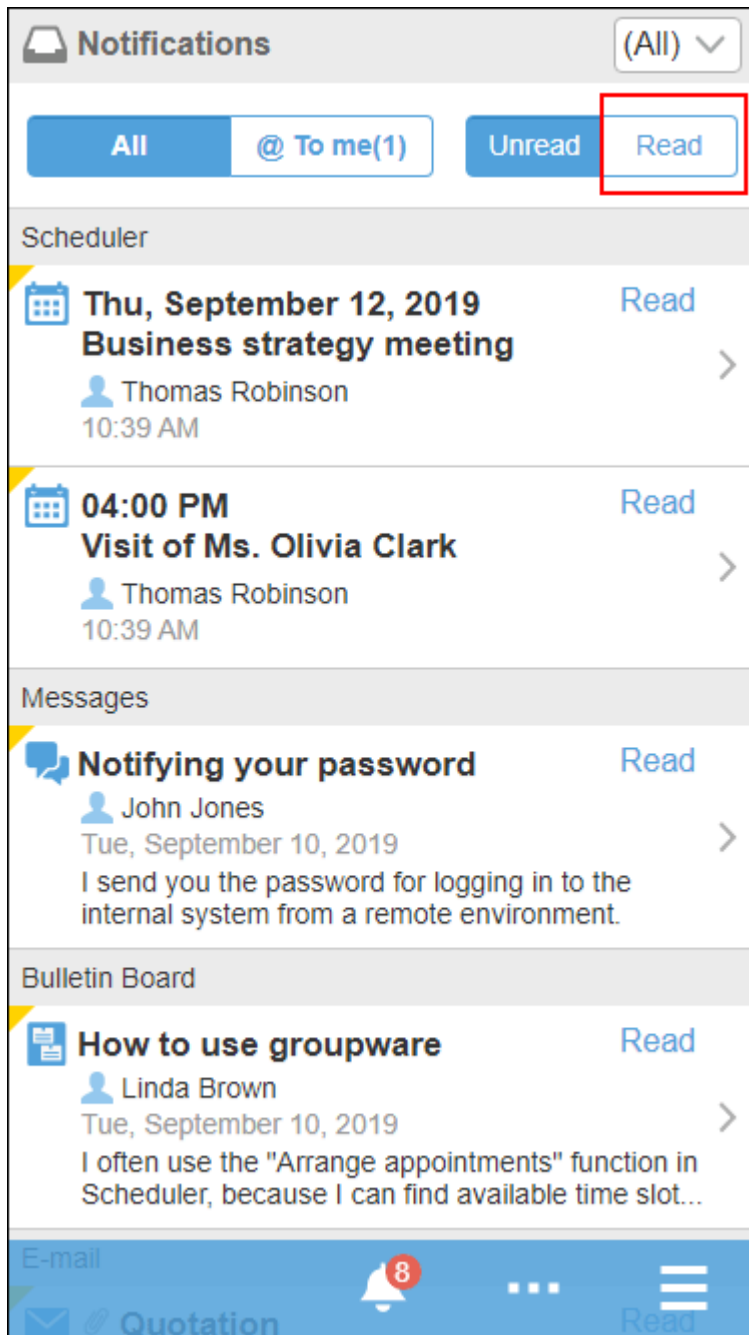 Notifications (All)
All @ To me(1) Unread Read
Scheduler
Thu, September 12, 2019 Read
Business strategy meeting
Thomas Robinson
10:39 AM
04:00 PM Read
Visit of Ms. Olivia Clark
Thomas Robinson
10:39 AM
Messages
Notifying your password Read
John Jones
Tue, September 10, 2019
I send you the password for logging in to the
internal system from a remote environment.
Bulletin Board
How to use groupware Read
Linda Brown
Tue, September 10, 2019
I often use the "Arrange appointments" function in
Scheduler, because I can find available time slot...
E-mail
8
Quotation Read